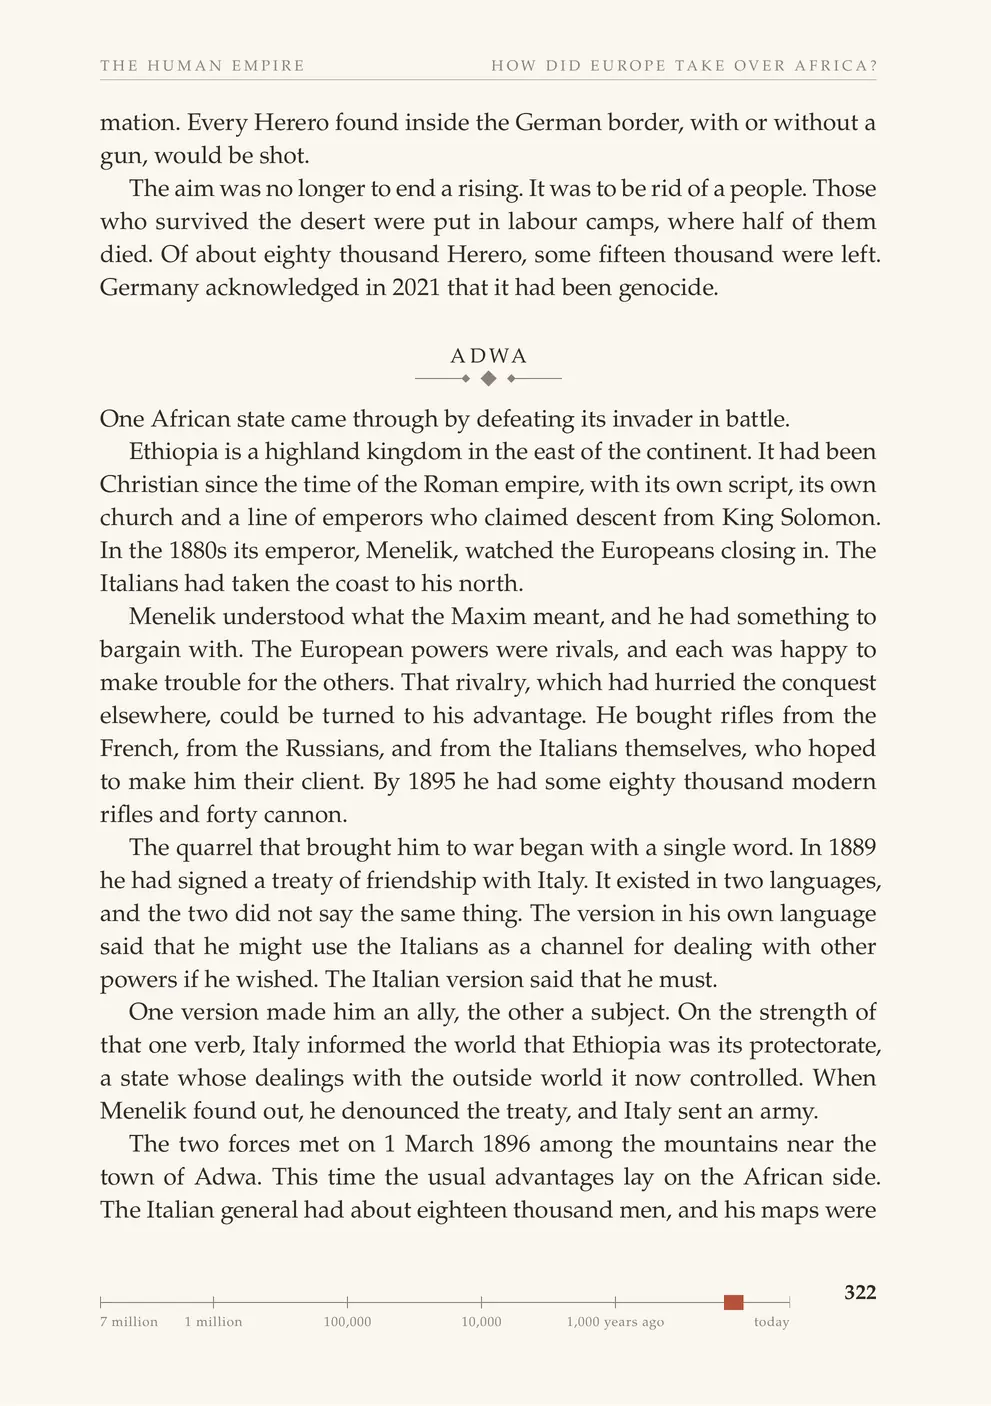 THE HUMAN EMPIRE
HOW DID EUROPE TAKE OVER AFRICA?
mation. Every Herero found inside the German border, with or without a
gun, would be shot.
The aim was no longer to end a rising. It was to be rid of a people. Those
who survived the desert were put in labour camps, where half of them
died. Of about eighty thousand Herero, some fifteen thousand were left.
Germany acknowledged in 2021 that it had been genocide.
ADWA
One African state came through by defeating its invader in battle.
Ethiopia is a highland kingdom in the east of the continent. It had been
Christian since the time of the Roman empire, with its own script, its own
church and a line of emperors who claimed descent from King Solomon.
In the 1880s its emperor, Menelik, watched the Europeans closing in. The
Italians had taken the coast to his north.
Menelik understood what the Maxim meant, and he had something to
bargain with. The European powers were rivals, and each was happy to
make trouble for the others. That rivalry, which had hurried the conquest
elsewhere, could be turned to his advantage. He bought rifles from the
French, from the Russians, and from the Italians themselves, who hoped
to make him their client. By 1895 he had some eighty thousand modern
rifles and forty cannon.
The quarrel that brought him to war began with a single word. In 1889
he had signed a treaty of friendship with Italy. It existed in two languages,
and the two did not say the same thing. The version in his own language
said that he might use the Italians as a channel for dealing with other
powers if he wished. The Italian version said that he must.
One version made him an ally, the other a subject. On the strength of
that one verb, Italy informed the world that Ethiopia was its protectorate,
a state whose dealings with the outside world it now controlled. When
Menelik found out, he denounced the treaty, and Italy sent an army.
The two forces met on 1 March 1896 among the mountains near the
town of Adwa. This time the usual advantages lay on the African side.
The Italian general had about eighteen thousand men, and his maps were
322
7 million 1 million 100,000 10,000 1,000 years ago today